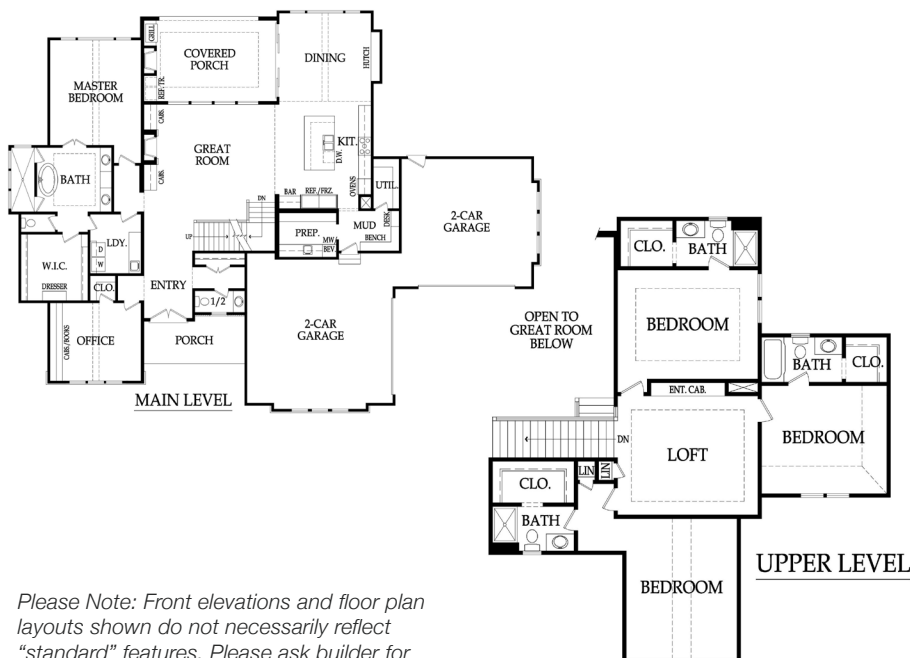 GRILL
COVERED
PORCH
DINING
HUTCH
MASTER
BEDROOM
REF. TR.
CABS.
GREAT
ROOM
KIT.
D.W.
BATH
CABS.
OVENS
UTIL.
BAR
REF./FRZ.
DN
2-CAR
GARAGE
UP
PREP.
MW
BEV.
MUD
DESK
BENCH
LDY.
D
W
W.I.C.
DRESSER
CLO.
ENTRY
1/2
CABS./BOOKS
OFFICE
PORCH
2-CAR
GARAGE
MAIN LEVEL
CLO.
BATH
OPEN TO
GREAT ROOM
BELOW
BEDROOM
BATH
CLO.
ENT. CAB.
BEDROOM
DN
LOFT
LIN
LIN
CLO.
BATH
BEDROOM
UPPER LEVEL
Please Note: Front elevations and floor plan
layouts shown do not necessarily reflect
“standard” features. Please ask builder for